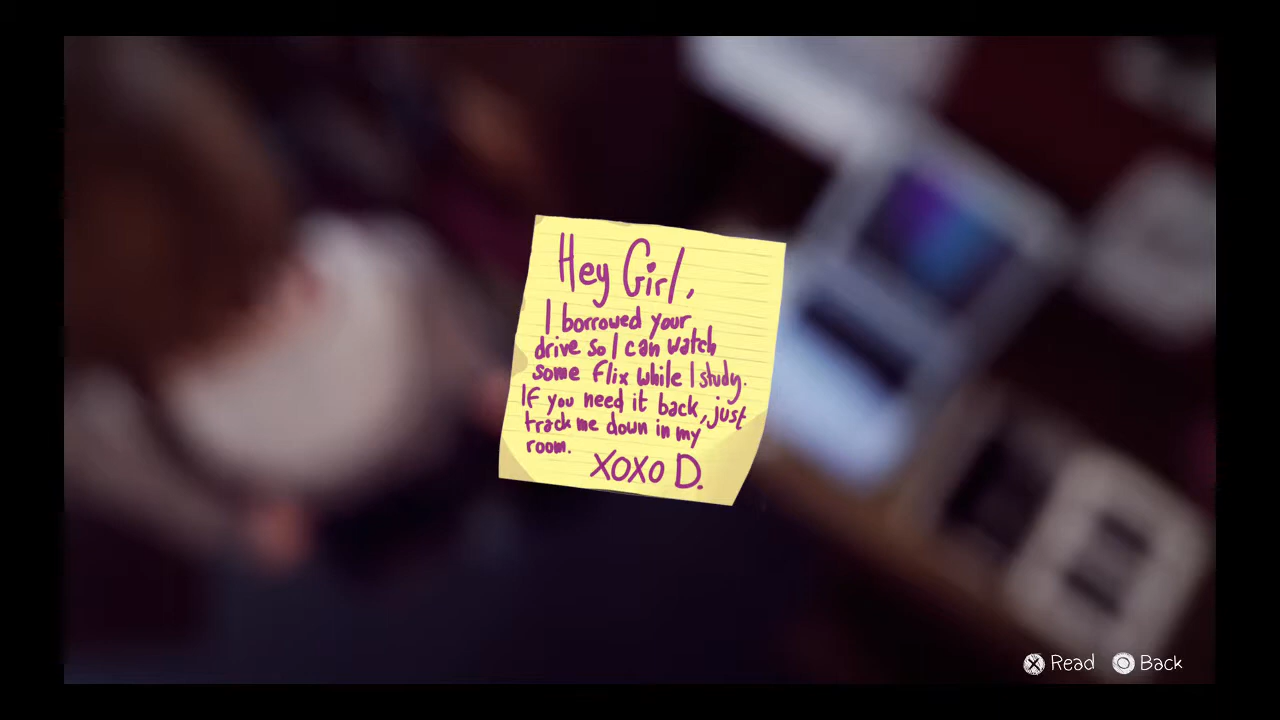 Hey Girl,
I borrowed your
drive so I can watch
some Flix while I study.
If you need it back, just
track me down in my
room.
XOXO D.
Read Back